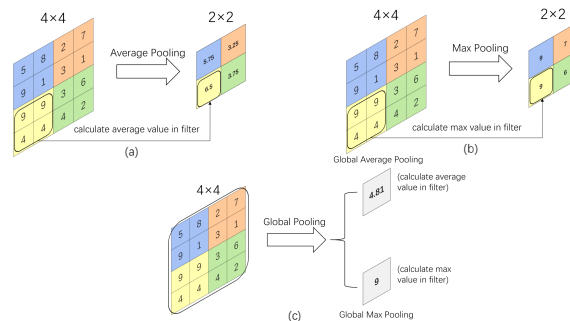 4×4
2×2
Average Pooling
5 8 2 7
9 1 3 1
9 9 3 6
4 4 4 2
5.75 3.25
6.5 3.75
calculate average value in filter
(a)
4×4
2×2
Max Pooling
5 8 2 7
9 1 3 1
9 9 3 6
4 4 4 2
9 7
9 6
calculate max value in filter
(b)
4×4
5 8 2 7
9 1 3 1
9 9 3 6
4 4 4 2
Global Pooling
Global Average Pooling
4.81
(calculate average
value in filter)
9
(calculate max
value in filter)
Global Max Pooling
(c)